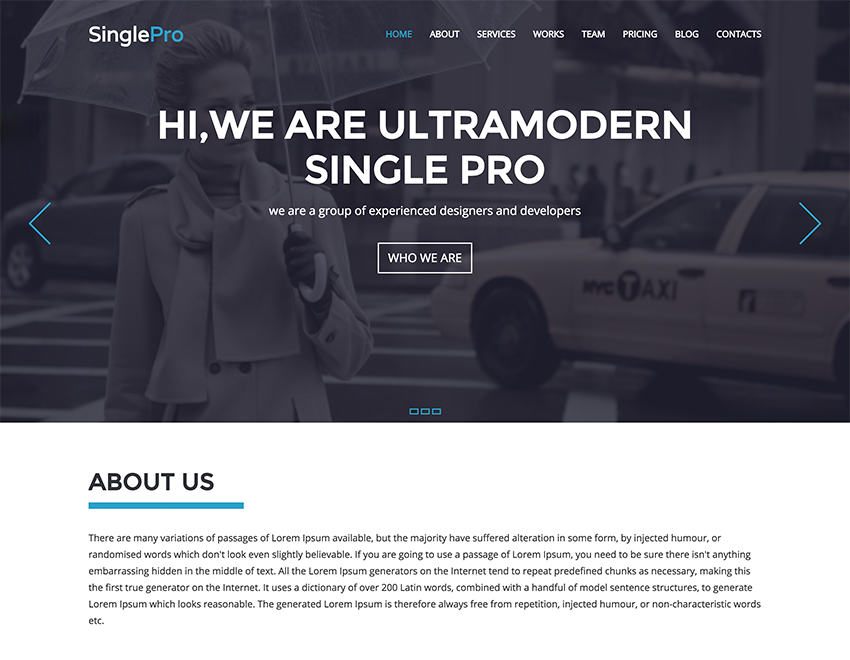 SinglePro
HOME ABOUT SERVICES WORKS TEAM PRICING BLOG CONTACTS
HI,WE ARE ULTRAMODERN
SINGLE PRO
we are a group of experienced designers and developers
WHO WE ARE
NYC TAXI
ABOUT US
There are many variations of passages of Lorem Ipsum available, but the majority have suffered alteration in some form, by injected humour, or
randomised words which don't look even slightly believable. If you are going to use a passage of Lorem Ipsum, you need to be sure there isn't anything
embarrassing hidden in the middle of text. All the Lorem Ipsum generators on the Internet tend to repeat predefined chunks as necessary, making this
the first true generator on the Internet. It uses a dictionary of over 200 Latin words, combined with a handful of model sentence structures, to generate
Lorem Ipsum which looks reasonable. The generated Lorem Ipsum is therefore always free from repetition, injected humour, or non-characteristic words
etc.